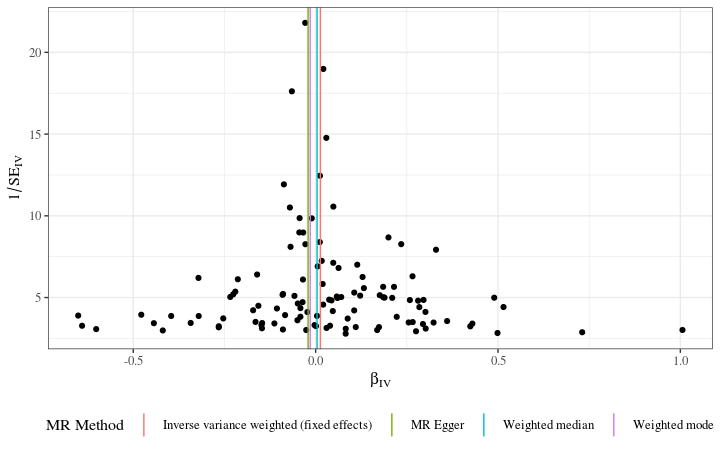 20
15
10
5
1/SE_IV
-0.5
0.0
0.5
1.0
β_IV
MR Method Inverse variance weighted (fixed effects) MR Egger Weighted median Weighted mode